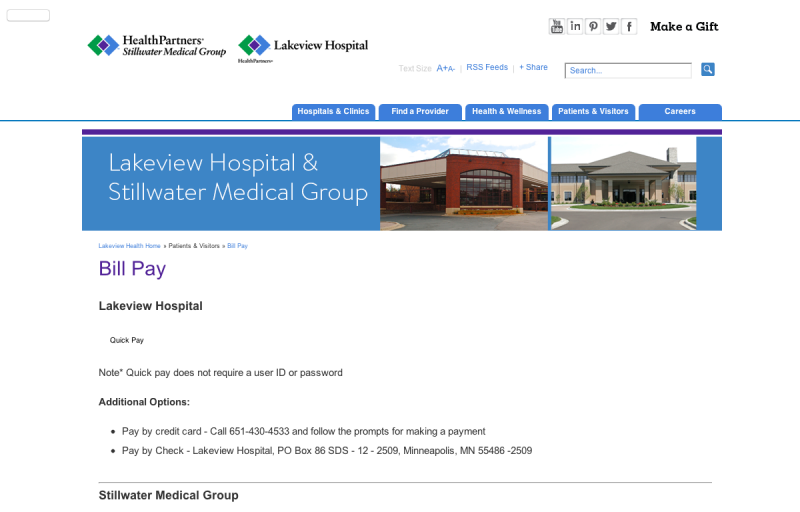 HealthPartners®
Stillwater Medical Group
Lakeview Hospital
HealthPartners®
You Tube
in
Make a Gift
Text Size A+A- | RSS Feeds | + Share
Search...
Hospitals & Clinics
Find a Provider
Health & Wellness
Patients & Visitors
Careers
Lakeview Hospital &
Stillwater Medical Group
Lakeview Health Home » Patients & Visitors » Bill Pay
Bill Pay
Lakeview Hospital
Quick Pay
Note* Quick pay does not require a user ID or password
Additional Options:
• Pay by credit card - Call 651-430-4533 and follow the prompts for making a payment
• Pay by Check - Lakeview Hospital, PO Box 86 SDS - 12 - 2509, Minneapolis, MN 55486 -2509
Stillwater Medical Group